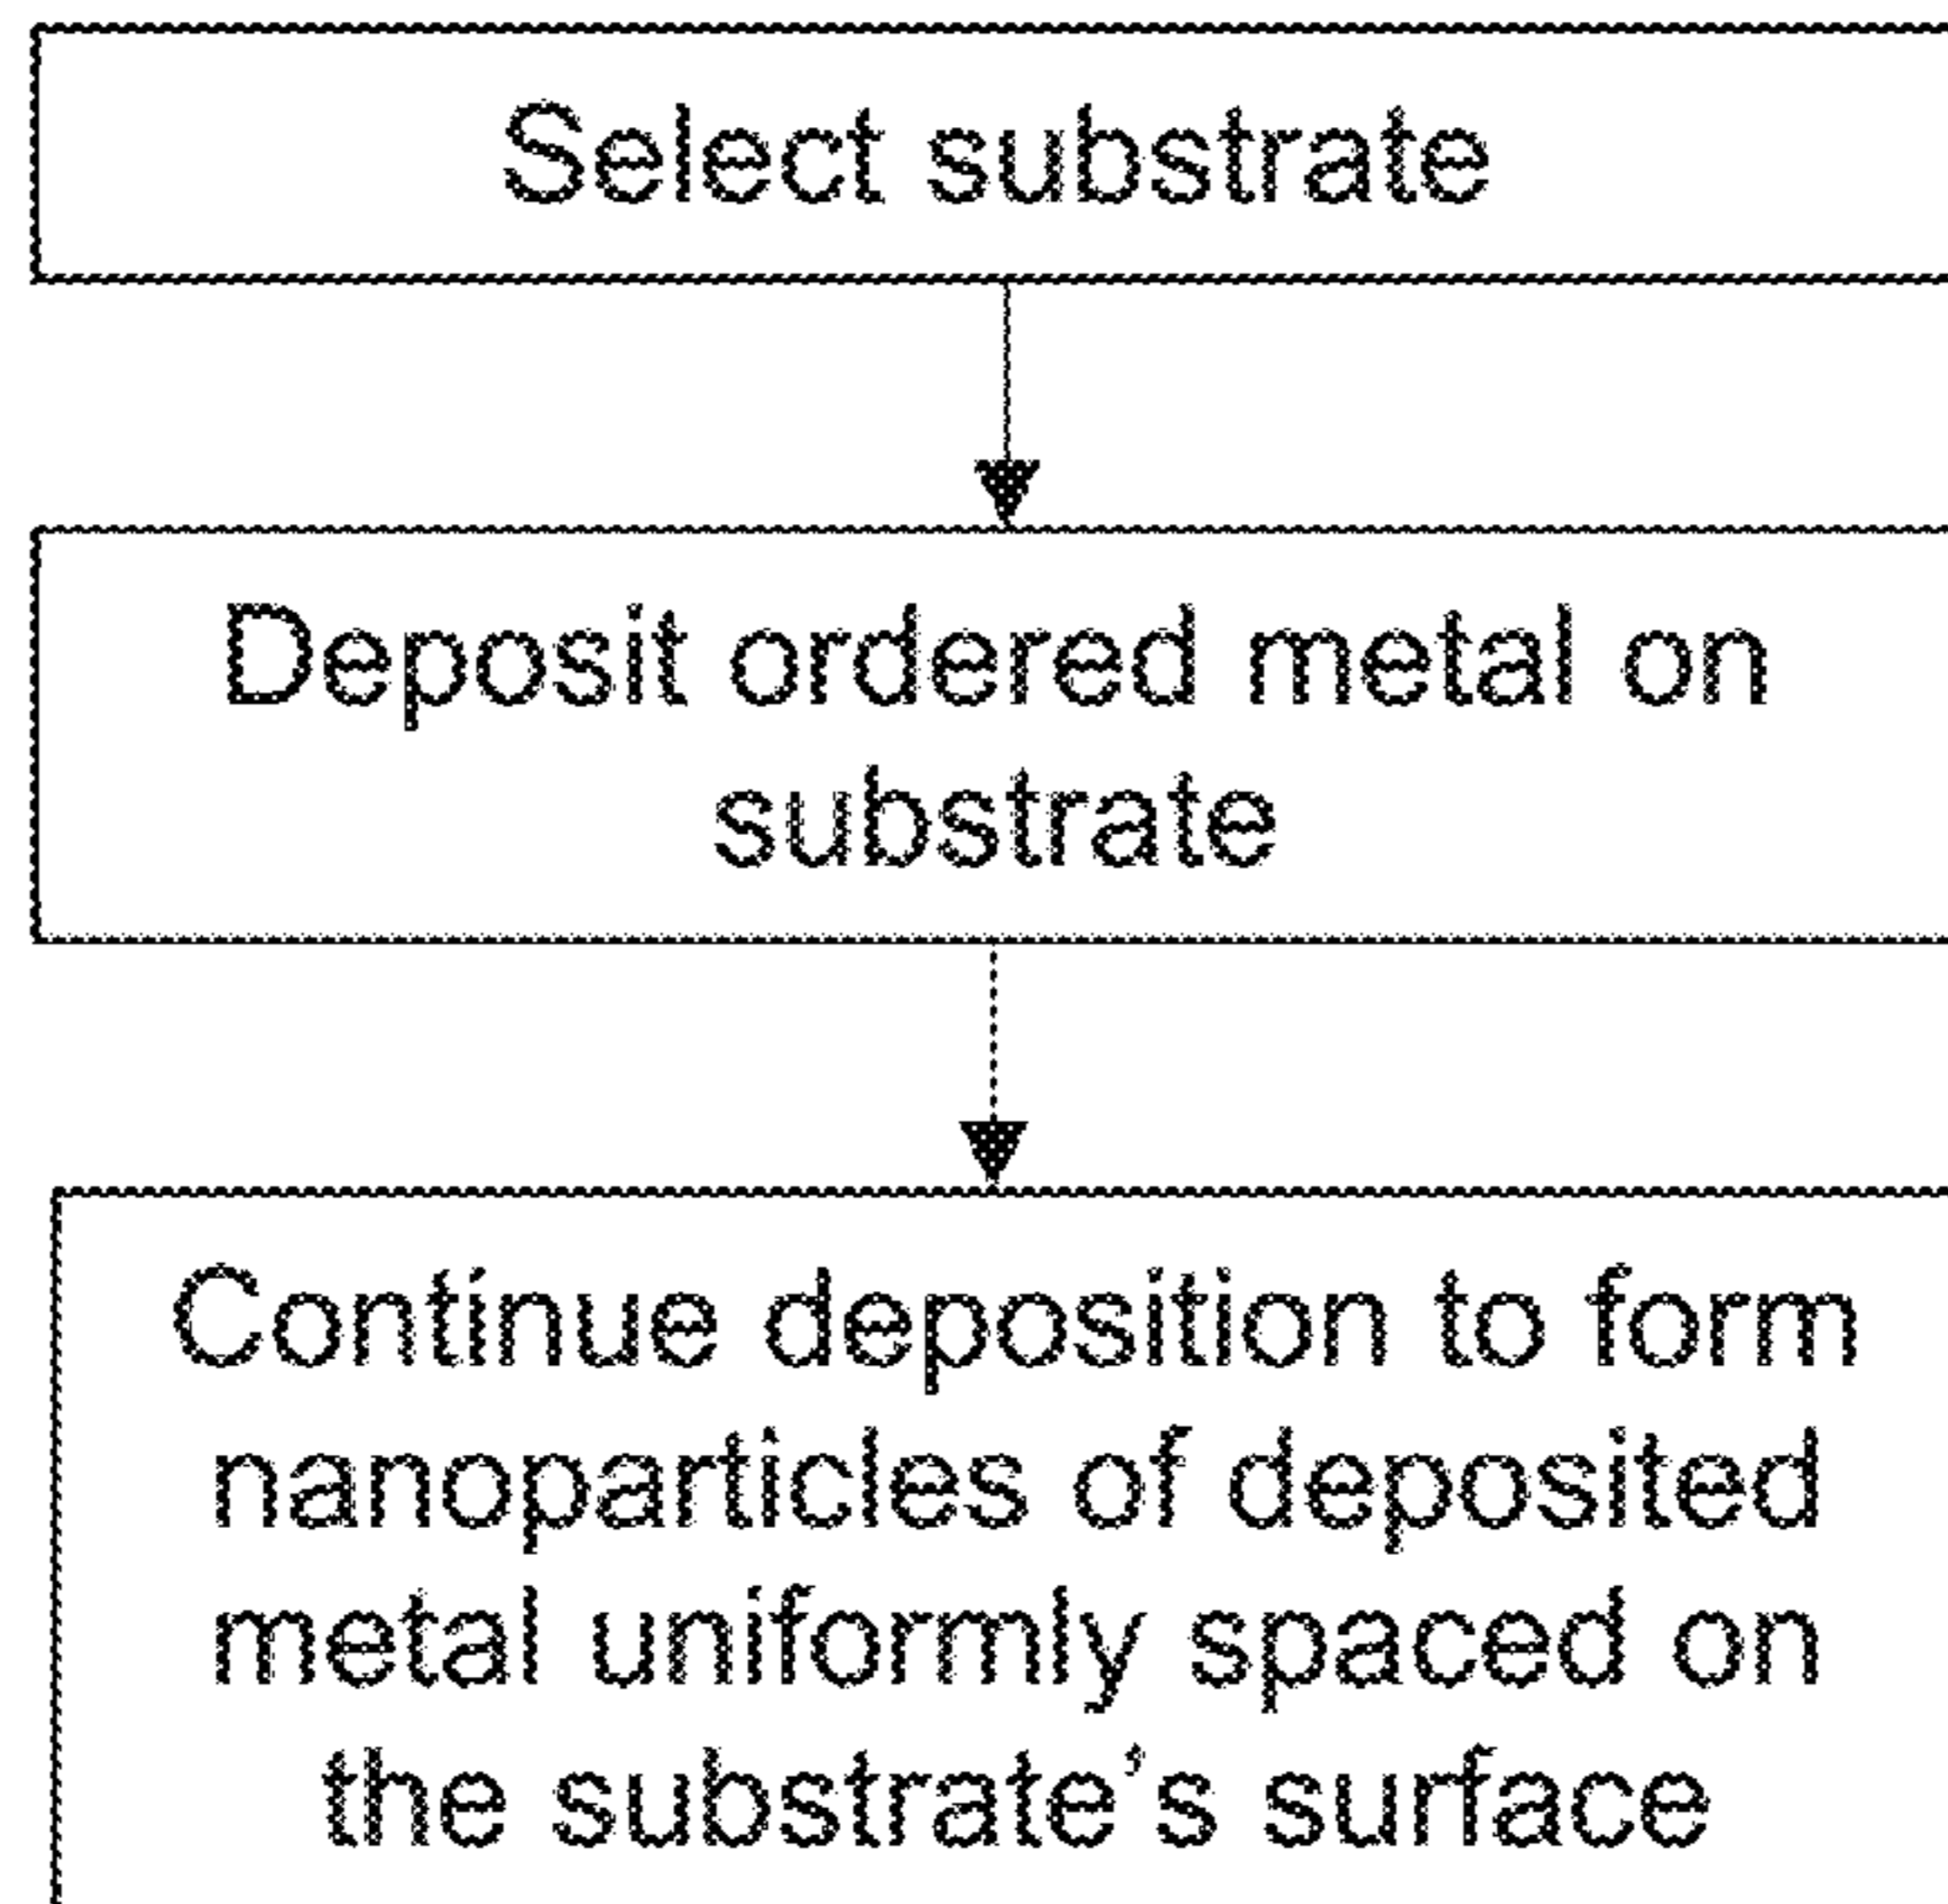 Select substrate
Deposit ordered metal on
substrate
Continue deposition to form
nanoparticles of deposited
metal uniformly spaced on
the substrate's surface